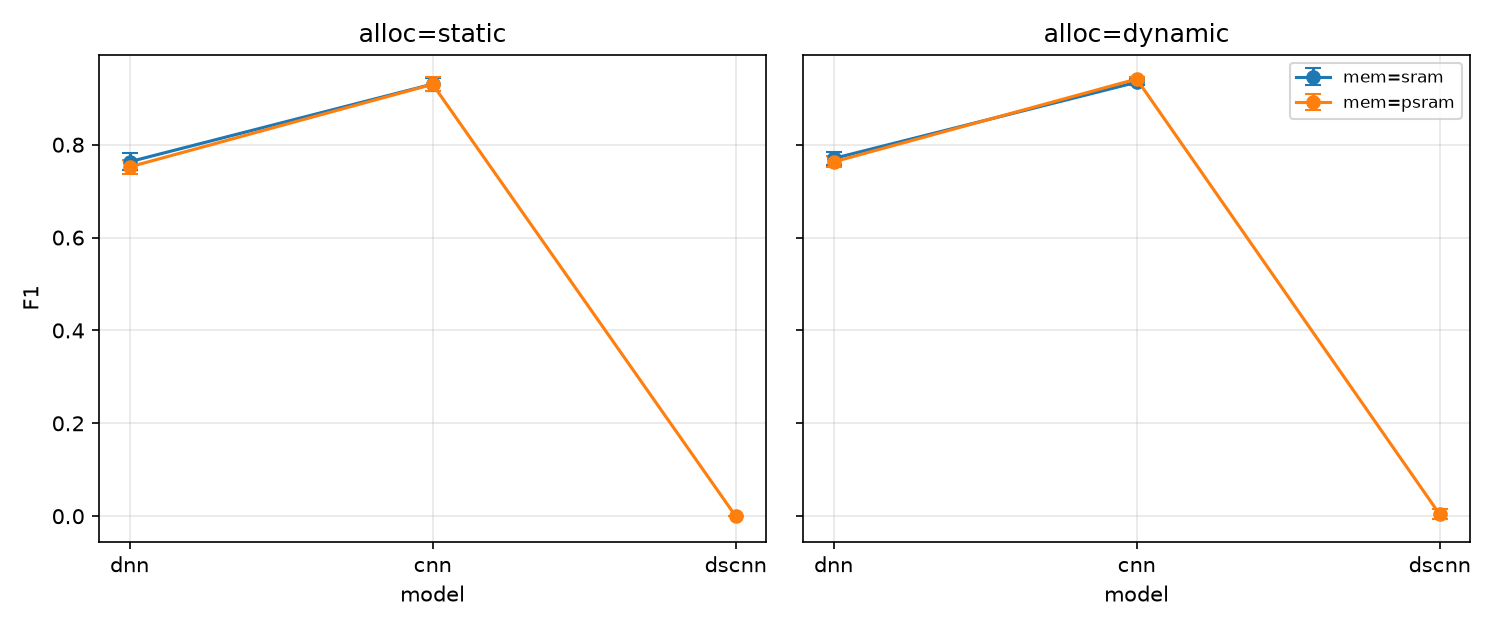 alloc=static
alloc=dynamic
mem=sram
mem=psram
F1
0.8
0.6
0.4
0.2
0.0
dnn
cnn
dscnn
model
dnn
cnn
dscnn
model